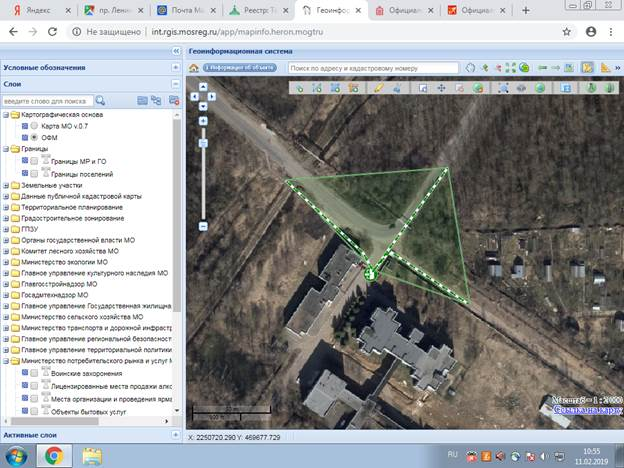 Яндекс
пр. Ленин
Почта Ma
Реестр: Те
Геоинфор
Официал
Официал
Не защищено | int.rgis.mosreg.ru/app/mapinfo.heron.mogtru
Геоинформационная система
Условные обозначения
Информация об объекте
Поиск по адресу и кадастровому номеру
Слои
введите слово для поиска
Картографическая основа
Карта МО v.0.7
ОФМ
Границы
Границы МР и ГО
Границы поселений
Земельные участки
Данные публичной кадастровой карты
Территориальное планирование
Градостроительное зонирование
ГПЗУ
Органы государственной власти МО
Комитет лесного хозяйства МО
Министерство экологии МО
Главное управление культурного наследия МО
Главгосстройнадзор МО
Госадмтехнадзор МО
Главное управление Государственная жилищна
Министерство сельского хозяйства МО
Министерство транспорта и дорожной инфрастр
Главное управление региональной безопасност
Главное управление территориальной политики
Министерство потребительского рынка и услуг М
Воинские захоронения
Лицензированные места продажи алко
Места организации и проведения ярма
Объекты бытовых услуг
Масштаб = 1 : 2000
Ссылка на карту
Активные слои
X: 2250720.290 Y: 469677.729
RU
10:55
11.02.2019